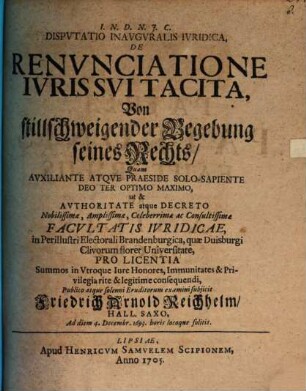 I. N. D. N. J. C.
DISPVTATIO INAVGVRALIS IVRIDICA,
DE
RENVNCIATIONE
IVRIS SVI TACITA,
Von
stillschweigender Begebung
seines Rechts/
Quam
AVXILIANTE ATQVE PRAESIDE SOLO-SAPIENTE
DEO TER OPTIMO MAXIMO,
ut &
AVTHORITATE atque DECRETO
Nobilissimæ, Amplissimæ, Celeberrimæ ac Consultissimæ
FACVLTATIS IVRIDICAE,
in Perillustri Electorali Brandenburgica, quæ Duisburgi
Clivorum floret Universitate,
PRO LICENTIA
Summos in Vtroque Iure Honores, Immunitates & Pri-
vilegia rite & legitime consequendi,
Publico atque solenni Eruditorum examini subjicit
Friedrich Arnold Reichhelm/
HALL. SAXO,
Ad diem 4. Decembr. 1693. horis locoque solitis.
LIPSIAE,
Apud HENRICVM SAMVELEM SCIPIONEM,
Anno 1705.